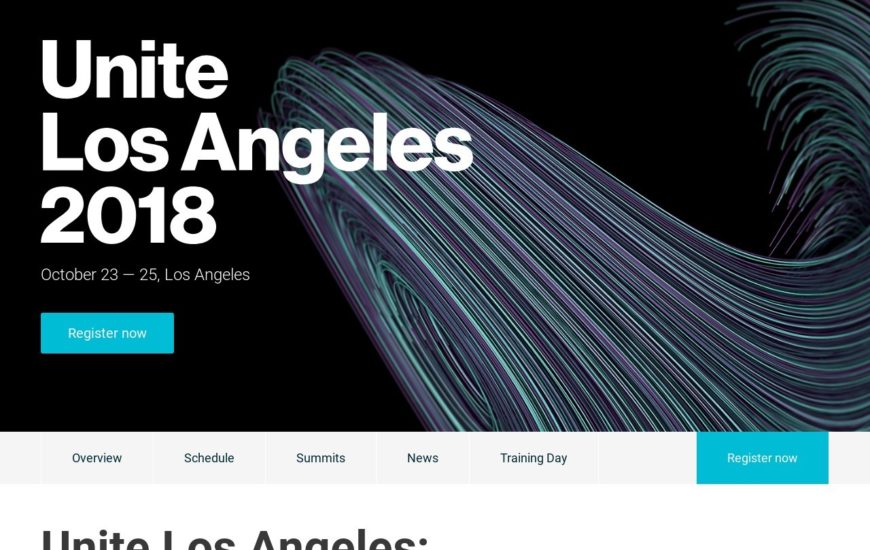 Unite
Los Angeles
2018
October 23 — 25, Los Angeles
Register now
Overview Schedule Summits News Training Day Register now
Unite Los Angeles: